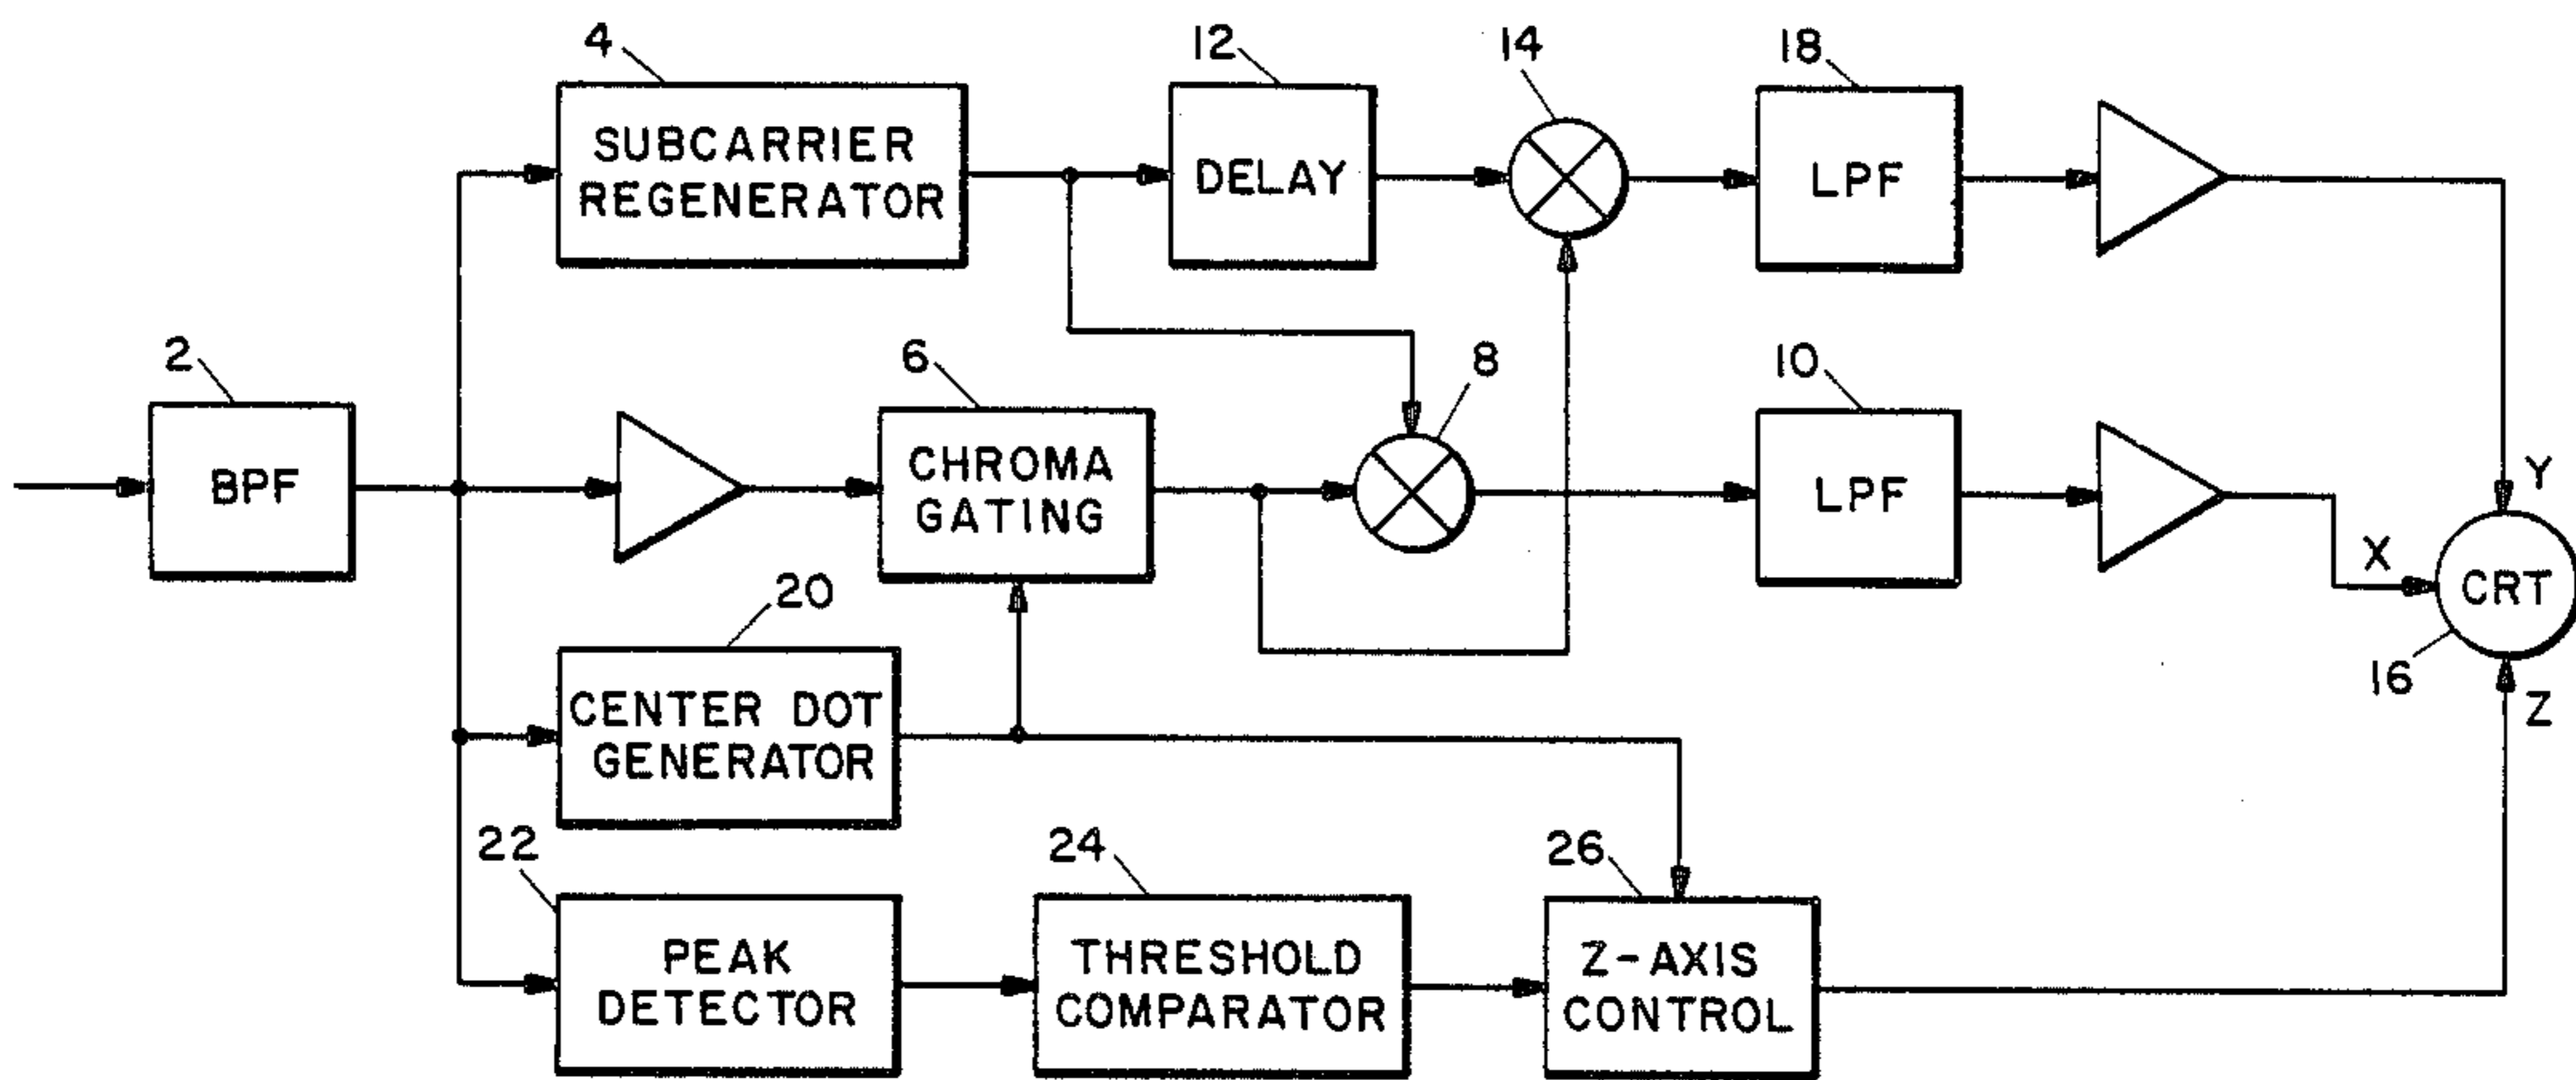 4
12
14
18
SUBCARRIER
REGENERATOR
DELAY
LPF
2
6
8
10
BPF
CHROMA
GATING
LPF
Y
X
CRT
16
Z
20
CENTER DOT
GENERATOR
22
24
26
PEAK
DETECTOR
THRESHOLD
COMPARATOR
Z-AXIS
CONTROL